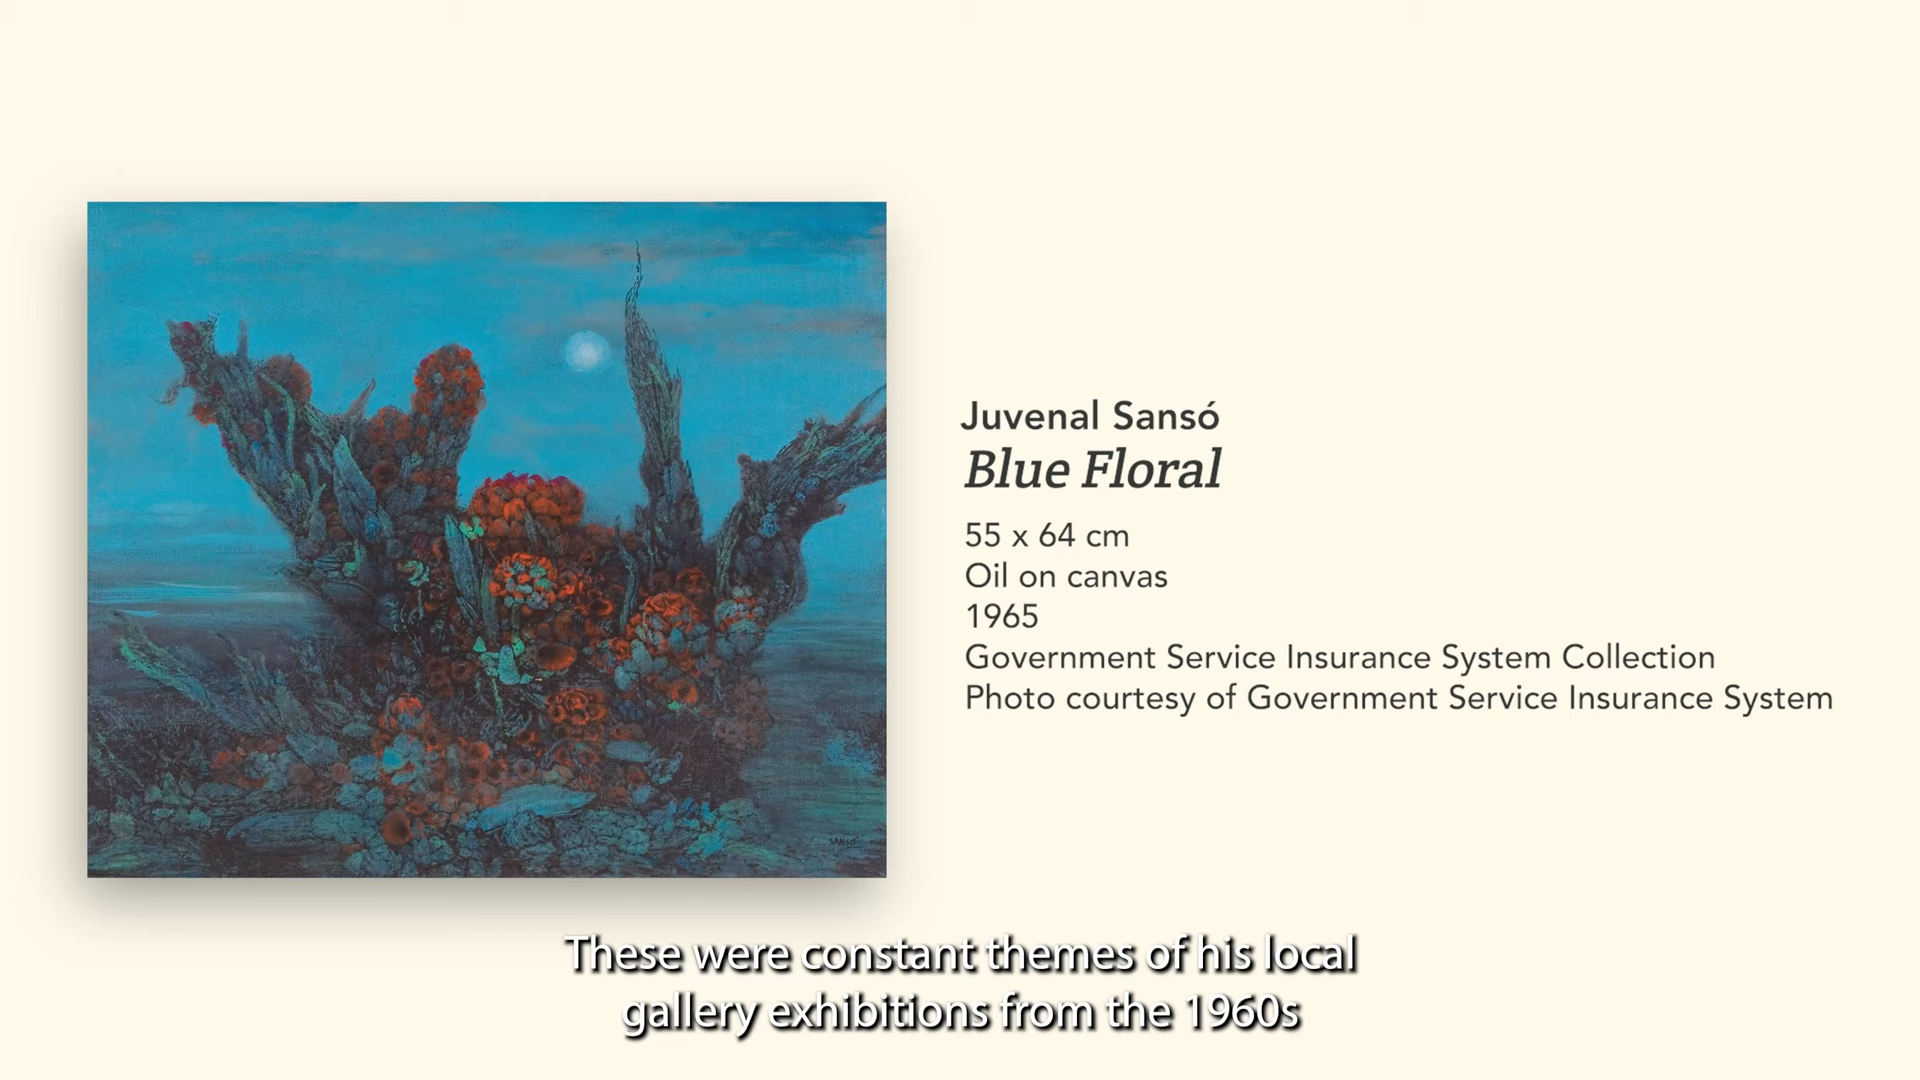 Juvenal Sansó
Blue Floral
55 x 64 cm
Oil on canvas
1965
Government Service Insurance System Collection
Photo courtesy of Government Service Insurance System
SANSO
These were constant themes of his local
gallery exhibitions from the 1960s